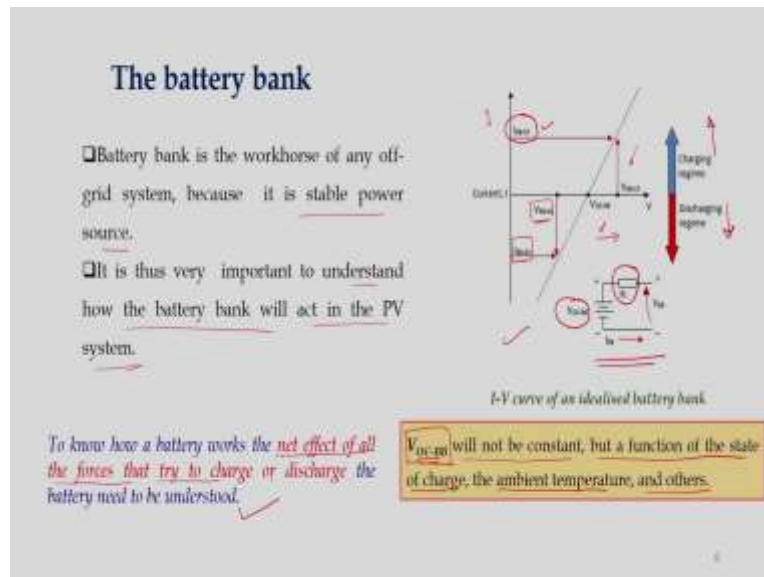 The battery bank
❑Battery bank is the workhorse of any off-
grid system, because it is stable power
source.
❑It is thus very important to understand
how the battery bank will act in the PV
system.
Current, I
V
Charging
regime
Discharging
regime
I-V curve of an idealised battery bank
To know how a battery works the net effect of all
the forces that try to charge or discharge the
battery need to be understood.
VOC-BB will not be constant, but a function of the state
of charge, the ambient temperature, and others.